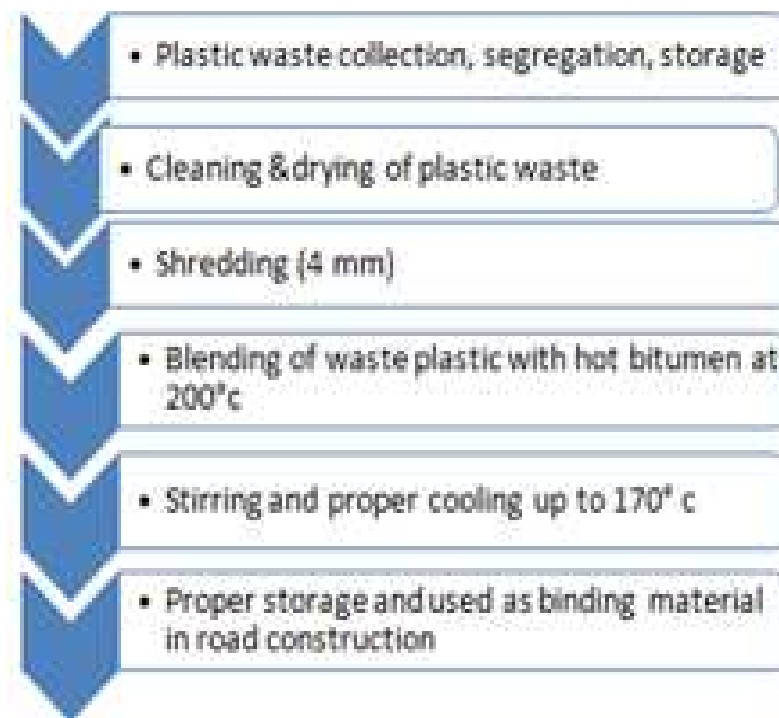 • Plastic waste collection, segregation, storage
• Cleaning &drying of plastic waste
• Shredding (4 mm)
• Blending of waste plastic with hot bitumen at
200°c
• Stirring and proper cooling up to 170° c
• Proper storage and used as binding material
in road construction